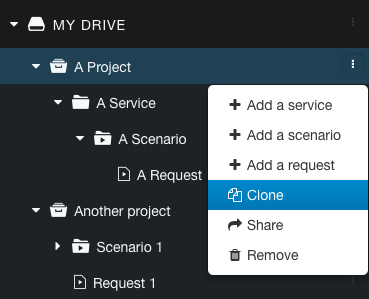 MY DRIVE
A Project
A Service
A Scenario
A Request
Another project
Scenario 1
Request 1
Add a service
Add a scenario
Add a request
Clone
Share
Remove